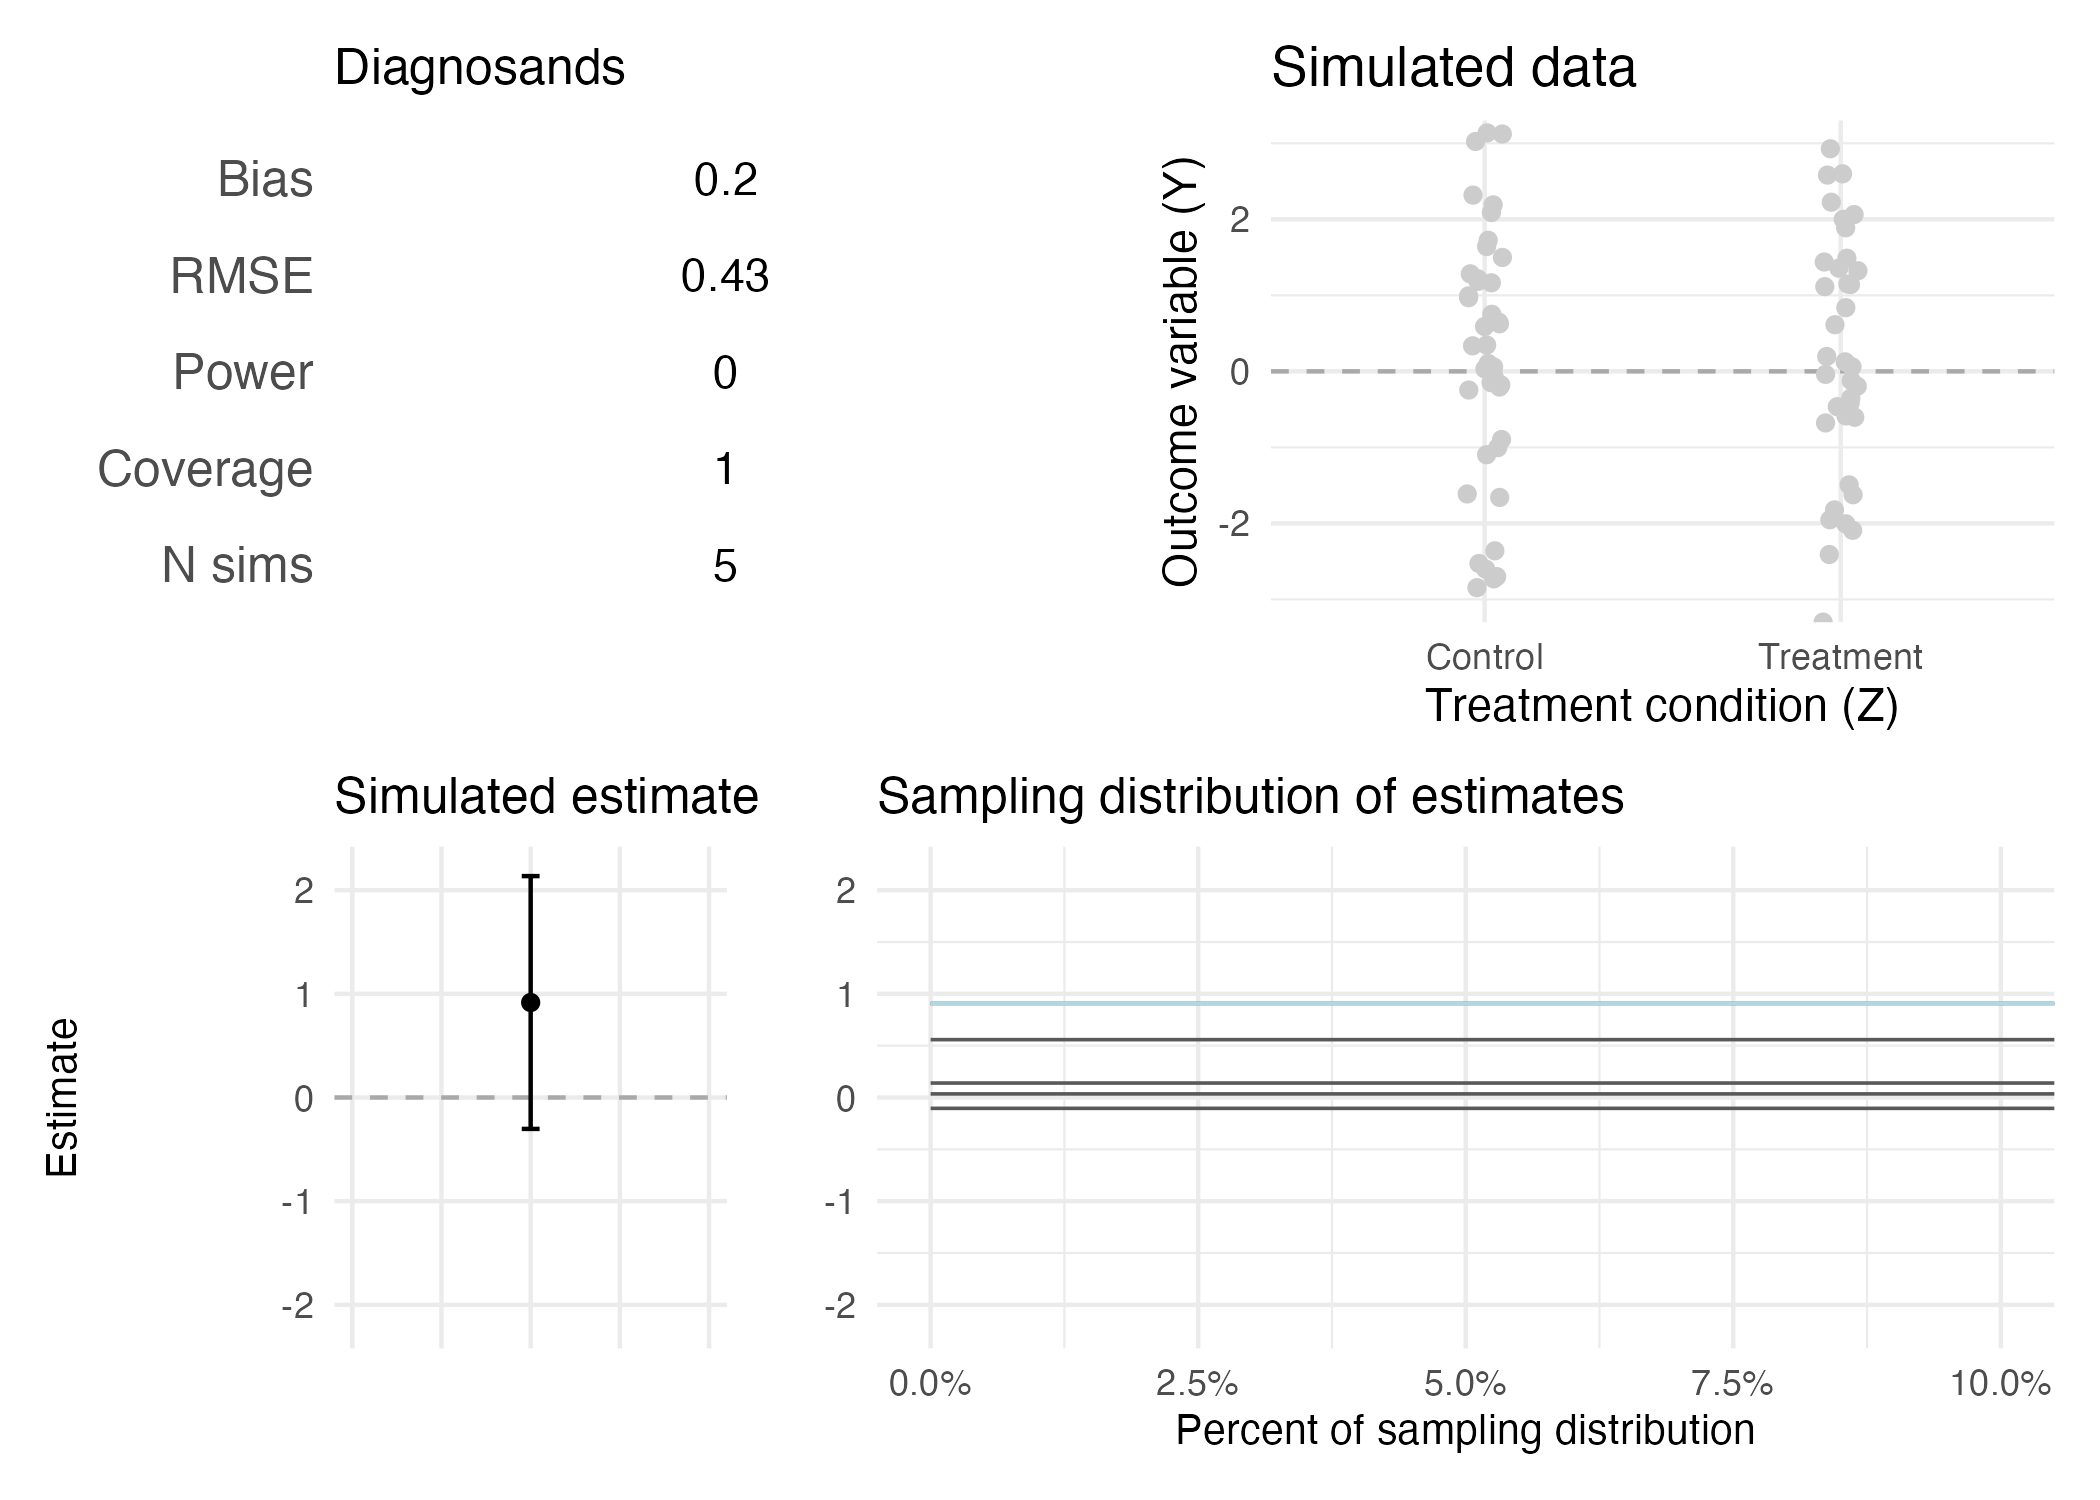 Diagnosands
Bias 0.2
RMSE 0.43
Power 0
Coverage 1
N sims 5
Simulated data
Outcome variable (Y)
2
0
-2
Control Treatment
Treatment condition (Z)
Simulated estimate
Estimate
2
1
0
-1
-2
Sampling distribution of estimates
2
1
0
-1
-2
0.0% 2.5% 5.0% 7.5% 10.0%
Percent of sampling distribution